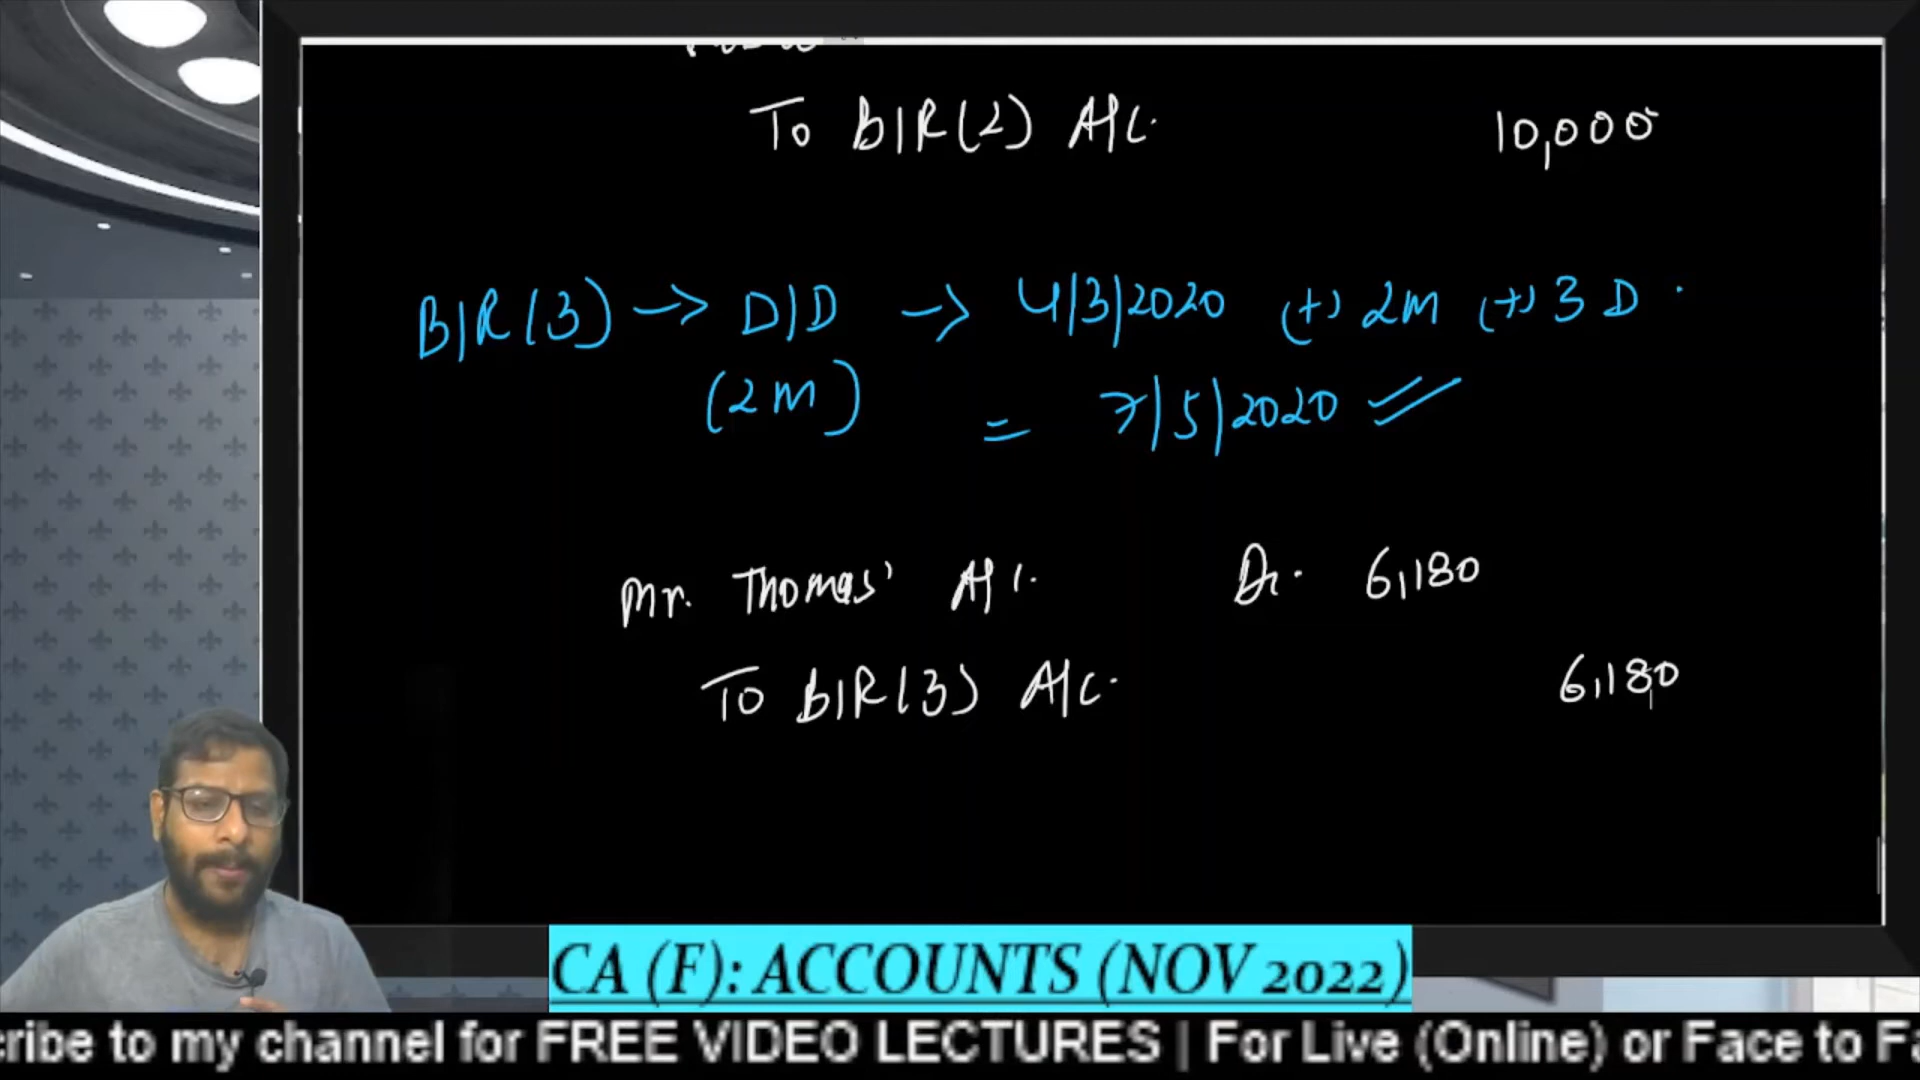 To B/R(2) A/c. 10,000
B/R(3) -> D/D -> 4/3/2020 (+) 2M (+) 3 D.
(2M) = 7/5/2020
Mr. Thomas' A/c. Dr. 6,180
To B/R(3) A/c. 6,180
CA (F): ACCOUNTS (NOV 2022)
cribe to my channel for FREE VIDEO LECTURES | For Live (Online) or Face to Fa